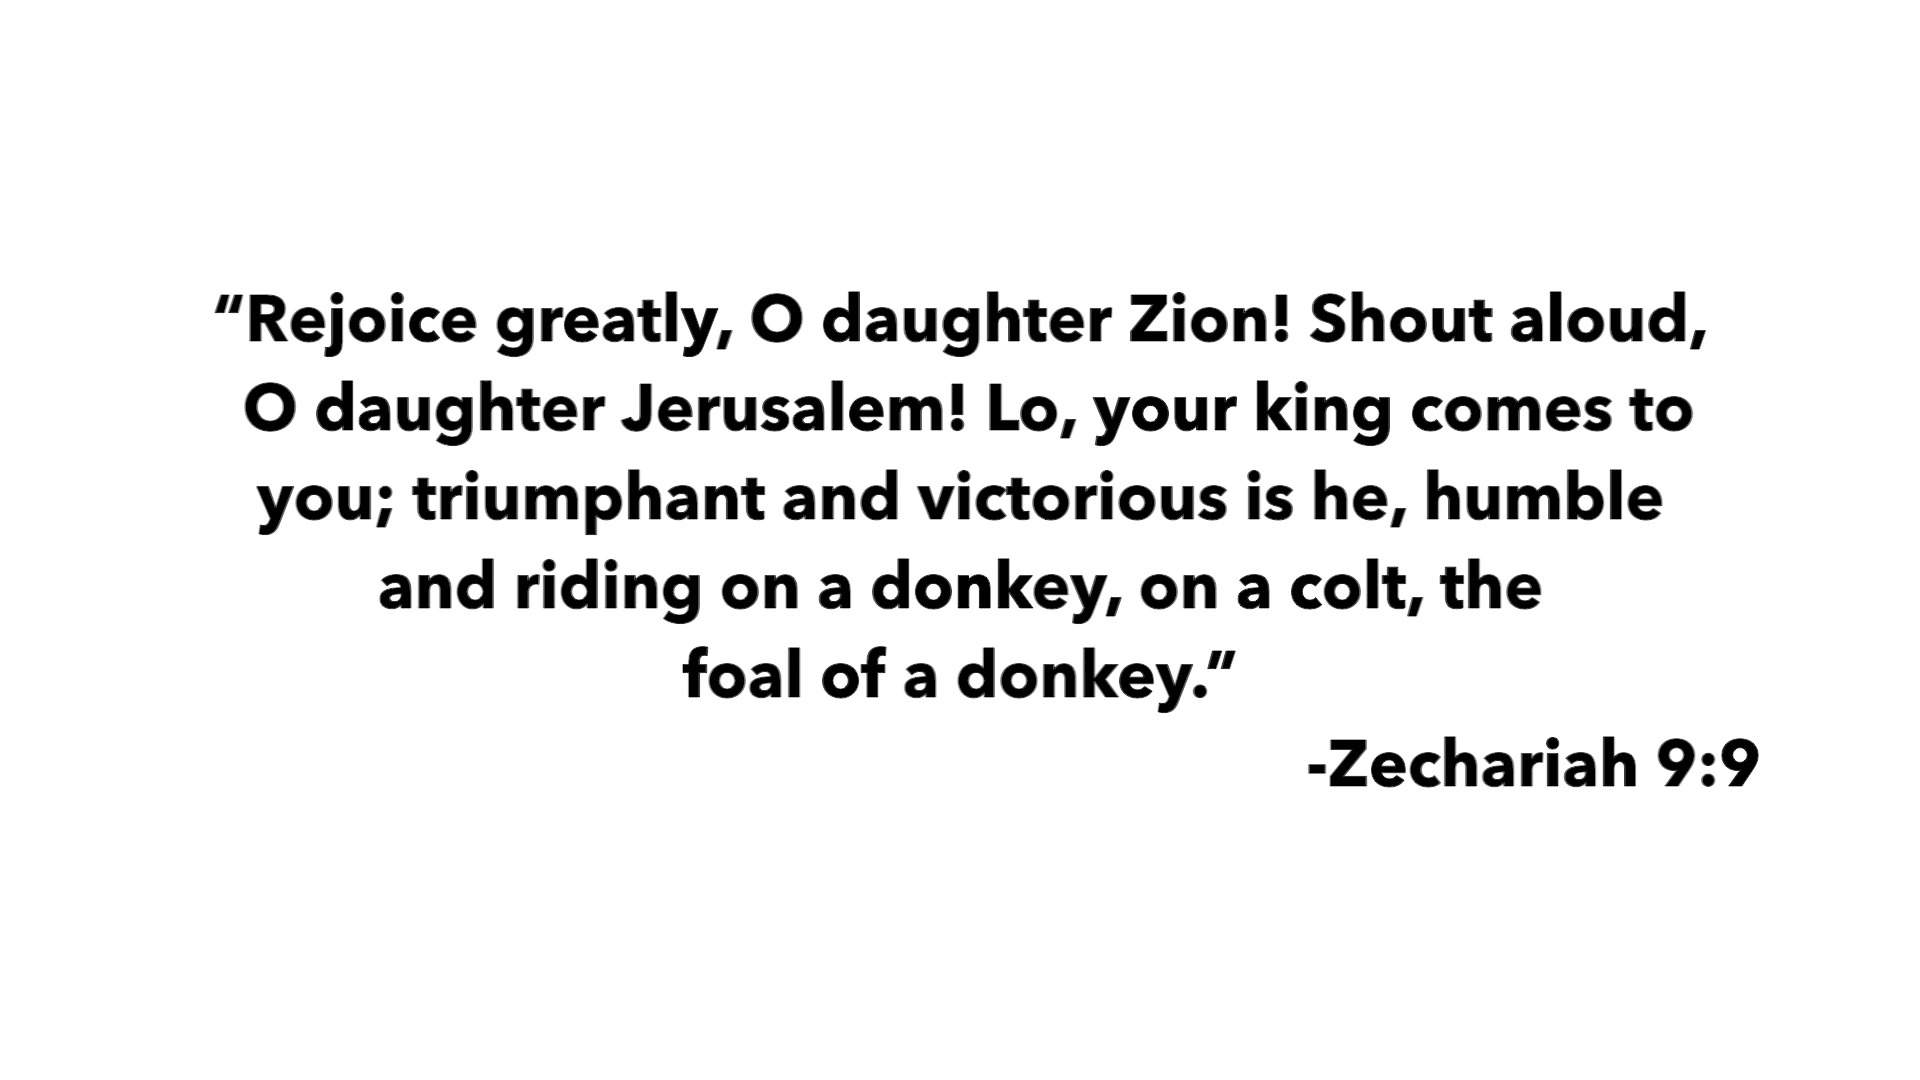 “Rejoice greatly, O daughter Zion! Shout aloud,
O daughter Jerusalem! Lo, your king comes to
you; triumphant and victorious is he, humble
and riding on a donkey, on a colt, the
foal of a donkey.”
-Zechariah 9:9